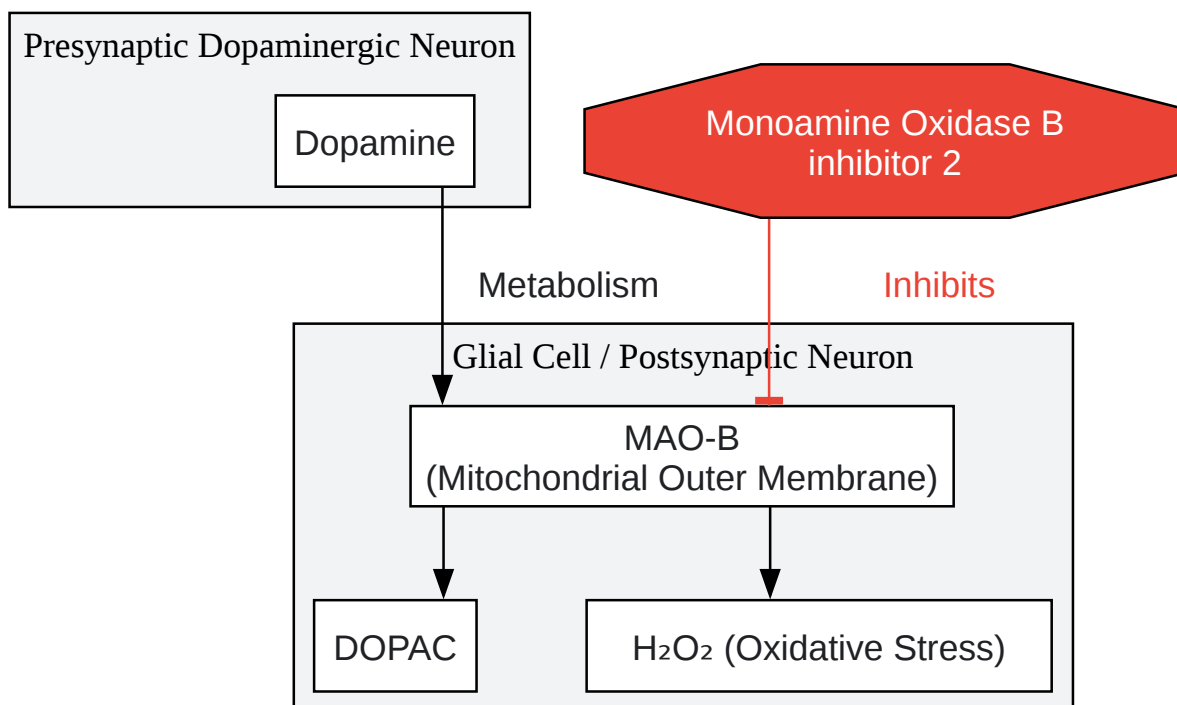 Presynaptic Dopaminergic Neuron
Dopamine
Monoamine Oxidase B
inhibitor 2
Metabolism
Inhibits
Glial Cell / Postsynaptic Neuron
MAO-B
(Mitochondrial Outer Membrane)
DOPAC
H₂O₂ (Oxidative Stress)